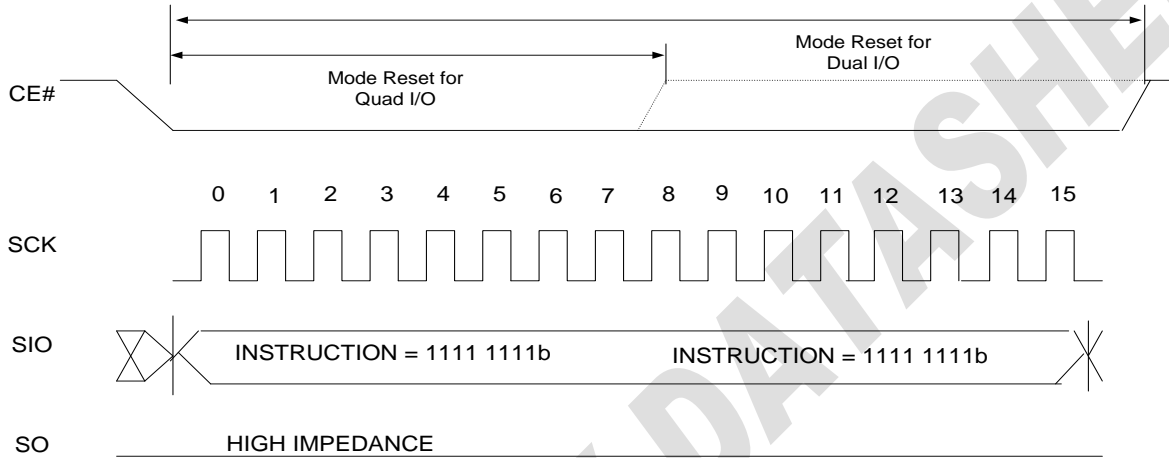 Mode Reset for
Dual I/O
Mode Reset for
Quad I/O
CE#
0 1 2 3 4 5 6 7 8 9 10 11 12 13 14 15
SCK
SIO
INSTRUCTION = 1111 1111b INSTRUCTION = 1111 1111b
SO
HIGH IMPEDANCE
DATASHE